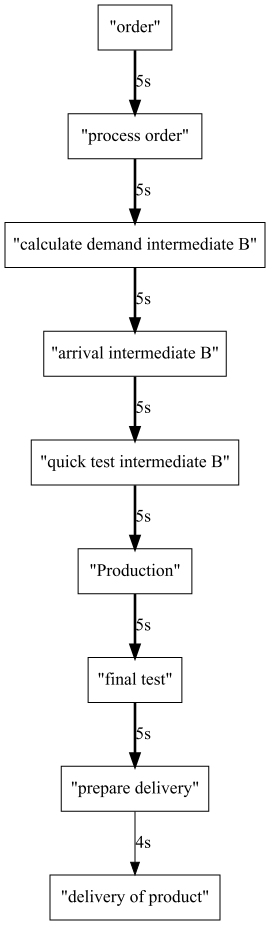 "order"
5s
"process order"
5s
"calculate demand intermediate B"
5s
"arrival intermediate B"
5s
"quick test intermediate B"
5s
"Production"
5s
"final test"
5s
"prepare delivery"
4s
"delivery of product"